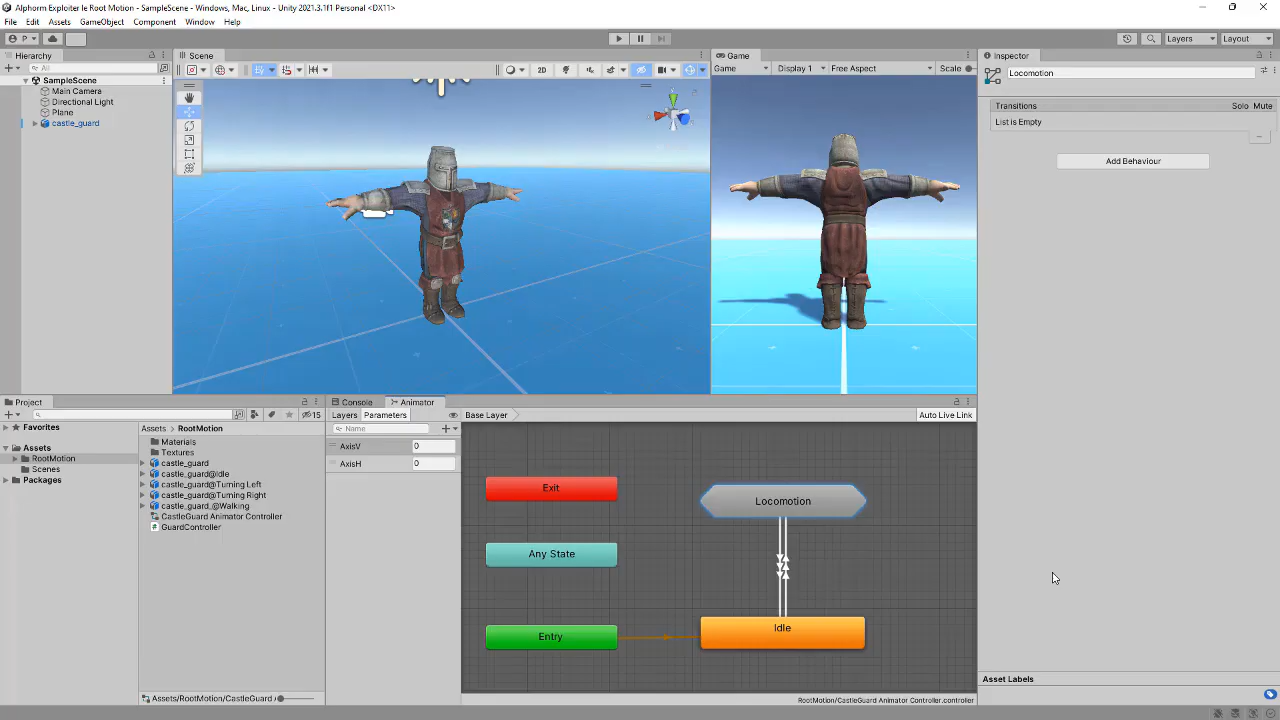 Alphorm Exploiter le Root Motion - SampleScene - Windows, Mac, Linux - Unity 2021.3.1f1 Personal <DX11>
File Edit Assets GameObject Component Window Help
P
Layers Layout
Hierarchy
All
SampleScene
Main Camera
Directional Light
Plane
castle_guard
Scene
2D
Game
Game Display 1 Free Aspect Scale
Inspector
Locomotion
Transitions Solo Mute
List is Empty
Add Behaviour
Project
15
Favorites
Assets
RootMotion
Scenes
Packages
Assets > RootMotion
Materials
Textures
castle_guard
castle_guard@Idle
castle_guard@Turning Left
castle_guard@Turning Right
castle_guard_@Walking
CastleGuard Animator Controller
GuardController
Assets/RootMotion/CastleGuard
Console Animator
Layers Parameters Base Layer Auto Live Link
Name
AxisV 0
AxisH 0
Exit
Any State
Entry
Locomotion
Idle
RootMotion/CastleGuard Animator Controller.controller
Asset Labels